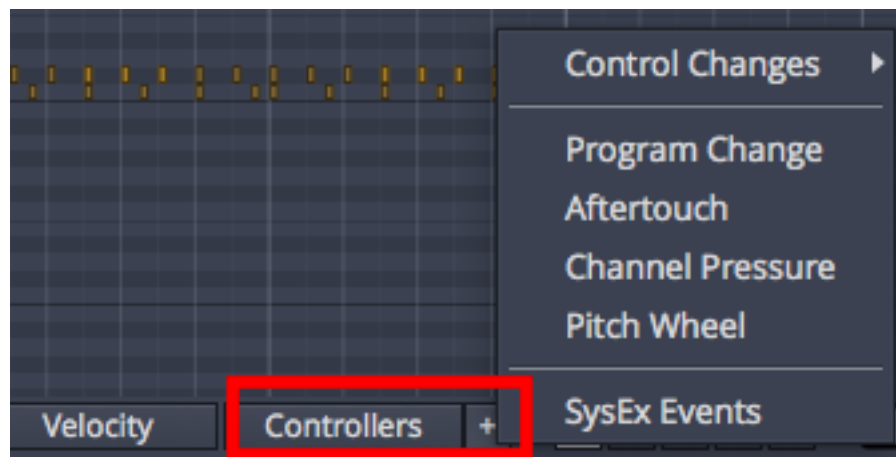 Control Changes
Program Change
Aftertouch
Channel Pressure
Pitch Wheel
SysEx Events
Velocity
Controllers +